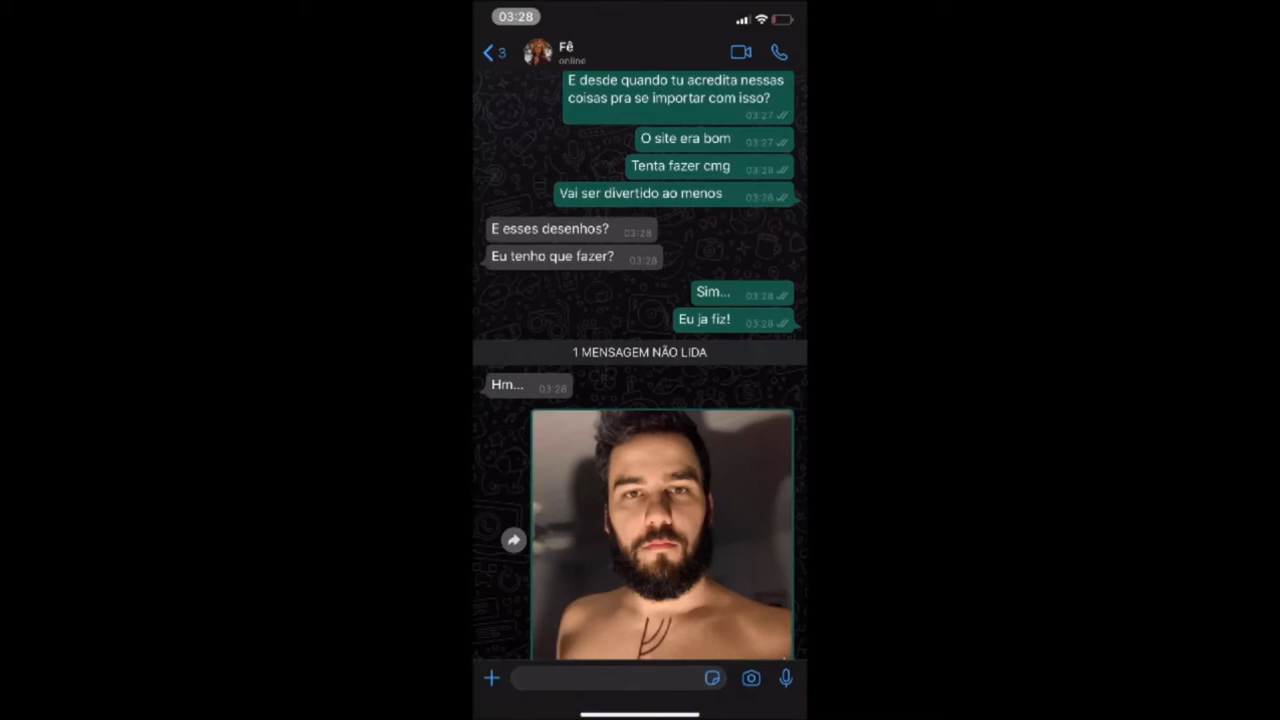 03:28
3
Fê
online
E desde quando tu acredita nessas
coisas pra se importar com isso?
03:27
O site era bom
03:27
Tenta fazer cmg
03:28
Vai ser divertido ao menos
03:28
E esses desenhos?
03:28
Eu tenho que fazer?
03:28
Sim...
03:28
Eu ja fiz!
03:28
1 MENSAGEM NÃO LIDA
Hm...
03:28